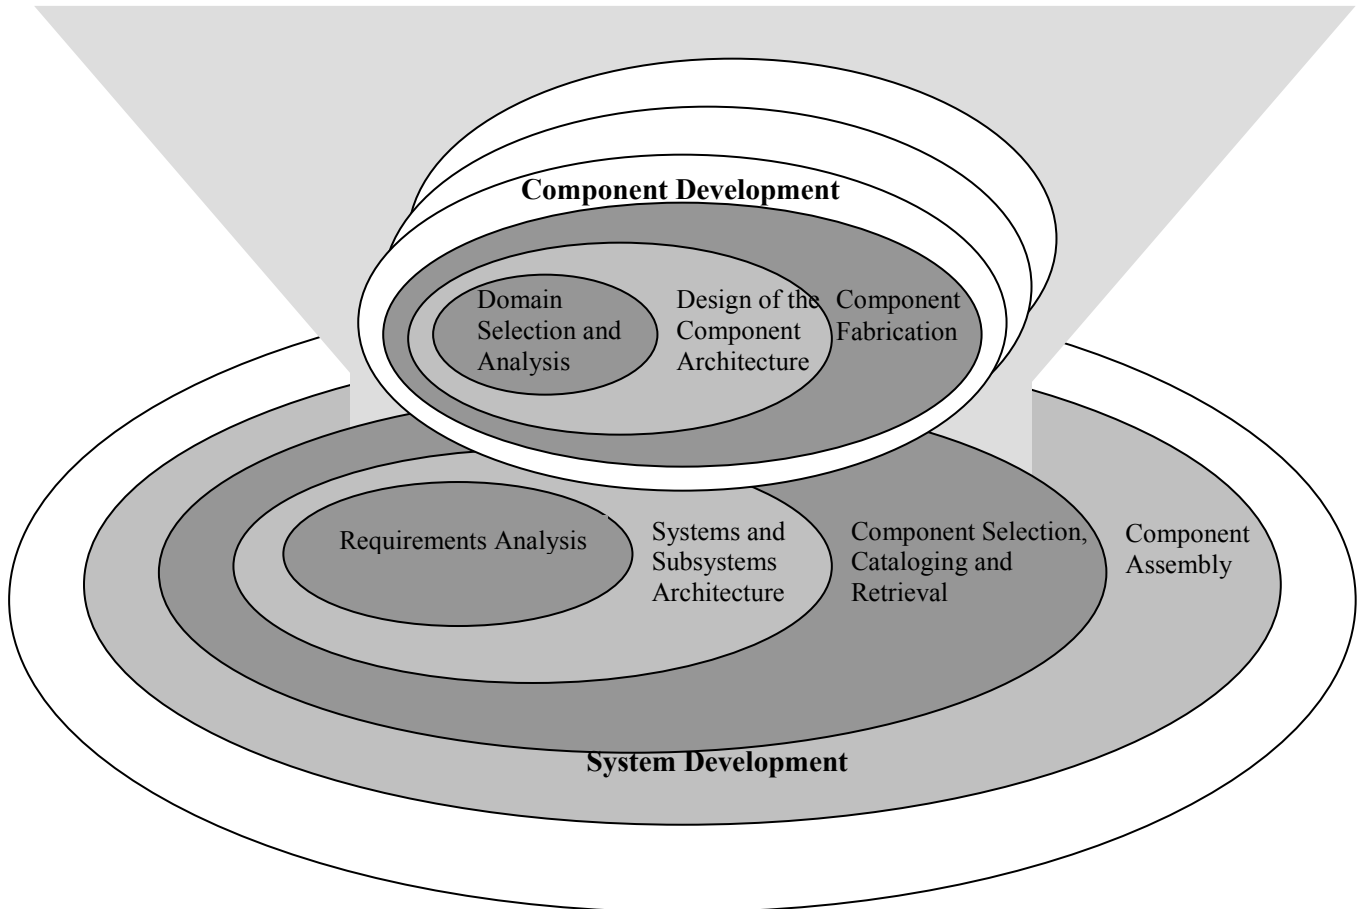 Component Development
Domain
Selection and
Analysis
Design of the
Component
Architecture
Component
Fabrication
Requirements Analysis
Systems and
Subsystems
Architecture
Component Selection,
Cataloging and
Retrieval
Component
Assembly
System Development